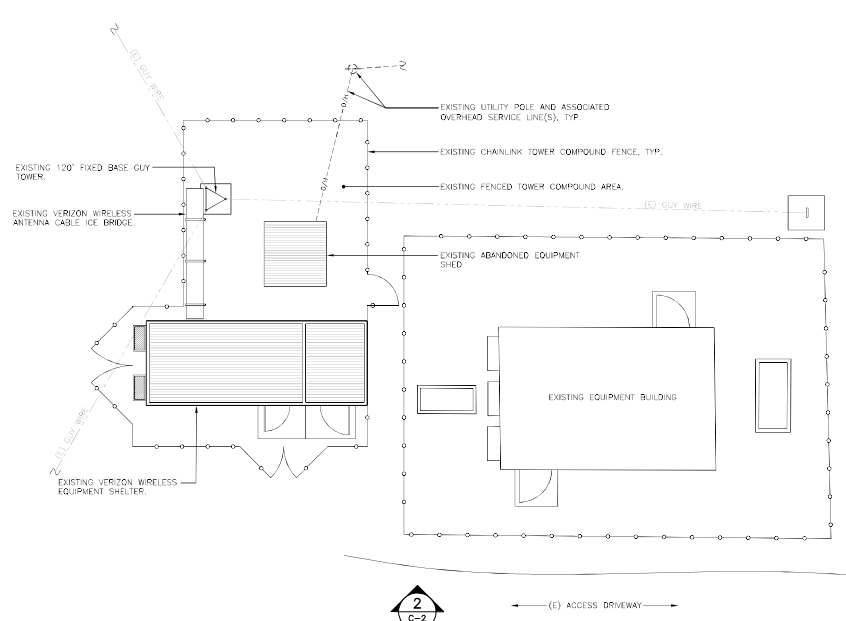 (E) GUY WIRE
O/H
EXISTING UTILITY POLE AND ASSOCIATED
OVERHEAD SERVICE LINE(S), TYP.
EXISTING CHAINLINK TOWER COMPOUND FENCE, TYP.
EXISTING 120' FIXED BASE GUY
TOWER.
O/H
EXISTING FENCED TOWER COMPOUND AREA.
(E) GUY WIRE
EXISTING VERIZON WIRELESS
ANTENNA CABLE ICE BRIDGE.
EXISTING ABANDONED EQUIPMENT
SHED
EXISTING EQUIPMENT BUILDING
(E) GUY WIRE
EXISTING VERIZON WIRELESS
EQUIPMENT SHELTER.
2
C-2
(E) ACCESS DRIVEWAY